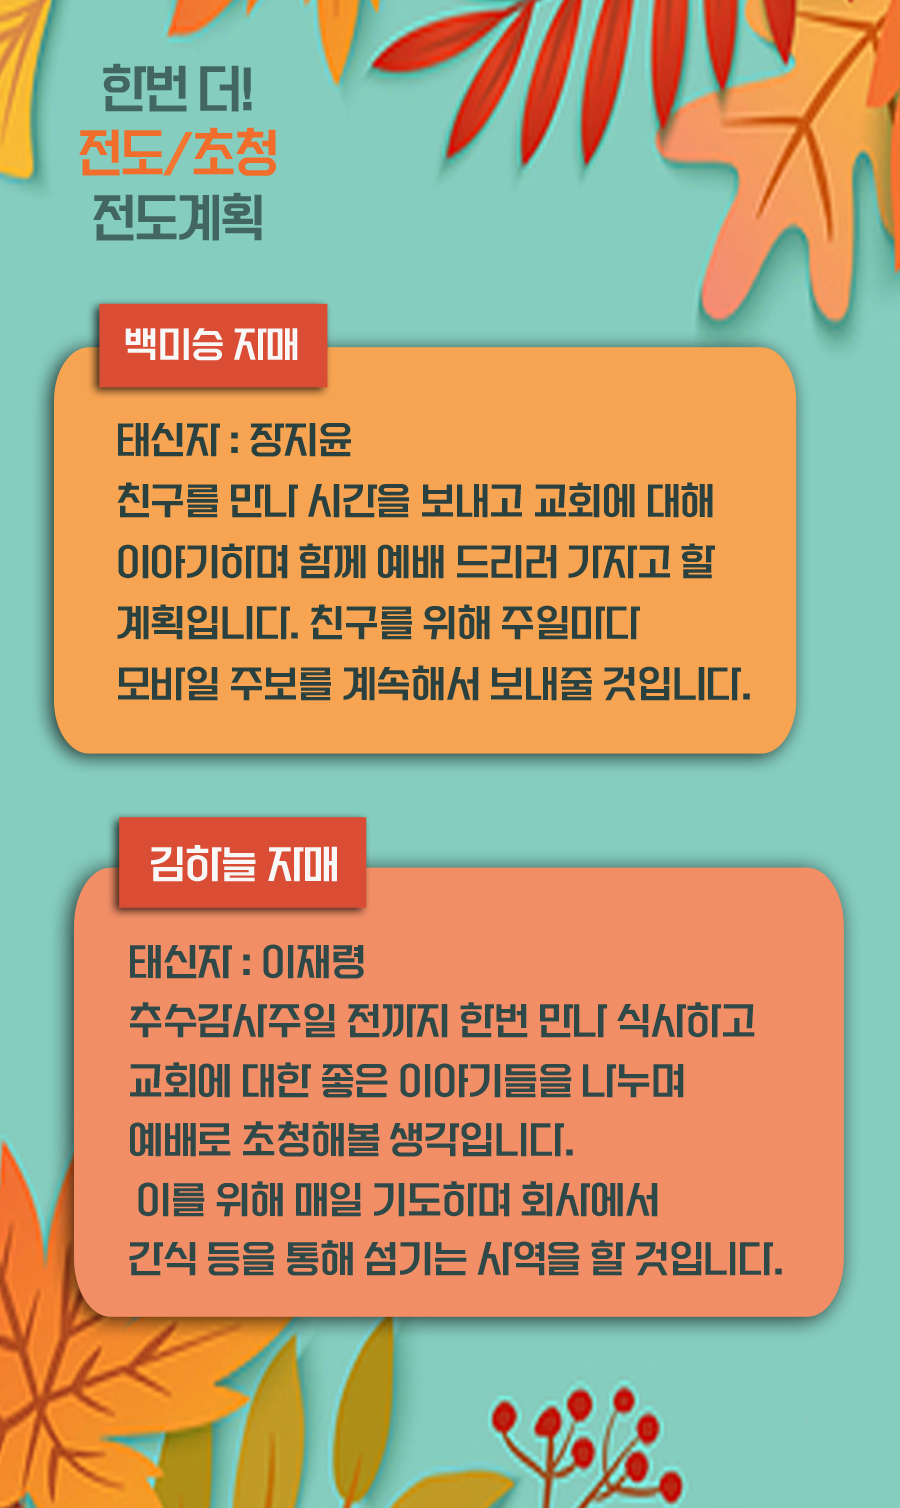 한번 더!
전도/초청
전도계획
백미승 자매
태신자 : 장지윤
친구를 만나 시간을 보내고 교회에 대해
이야기하며 함께 예배 드리러 가자고 할
계획입니다. 친구를 위해 주일마다
모바일 주보를 계속해서 보내줄 것입니다.
김하늘 자매
태신자 : 이재령
추수감사주일 전까지 한번 만나 식사하고
교회에 대한 좋은 이야기들을 나누며
예배로 초청해볼 생각입니다.
이를 위해 매일 기도하며 회사에서
간식 등을 통해 섬기는 사역을 할 것입니다.